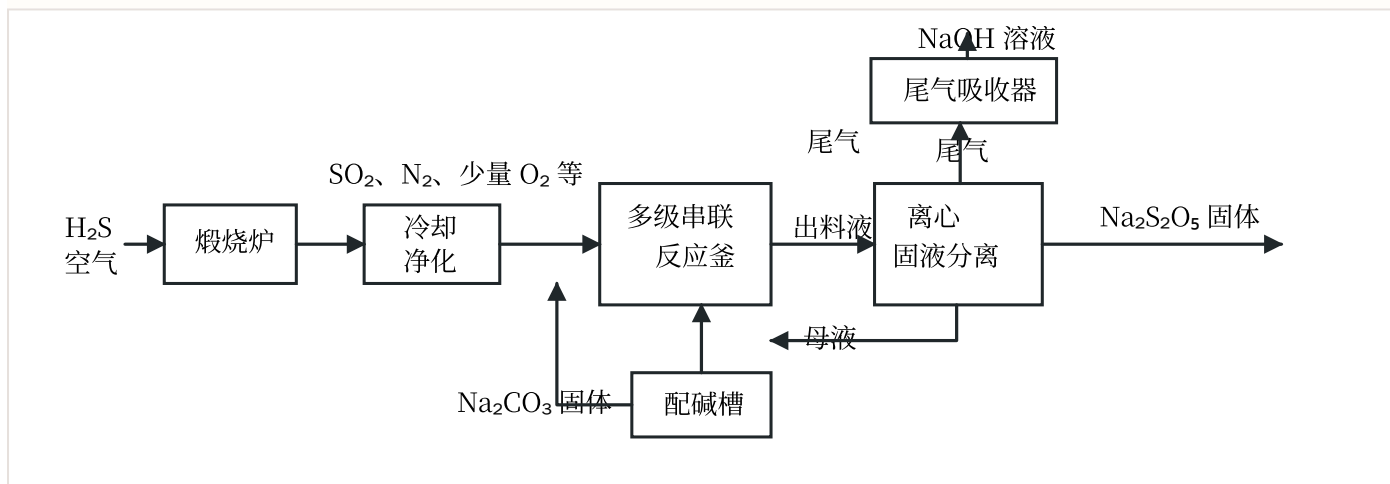 NaOH 溶液
尾气吸收器
尾气
尾气
SO₂、N₂、少量 O₂ 等
H₂S
空气
煅烧炉
冷却
净化
多级串联
反应釜
出料液
离心
固液分离
Na₂S₂O₅ 固体
母液
Na₂CO₃ 固体
配碱槽